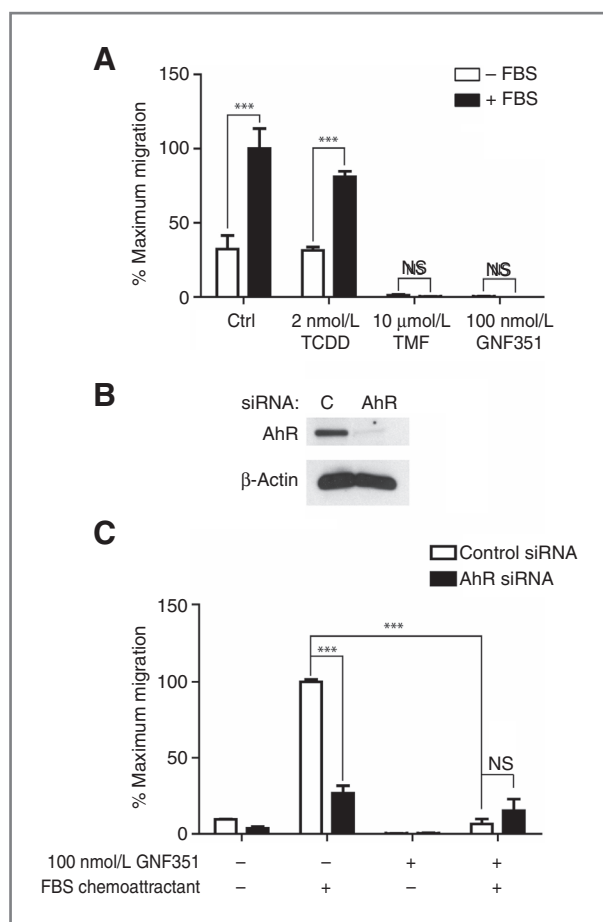 A
– FBS
+ FBS
% Maximum migration
150
100
50
0
***
***
NS
NS
Ctrl
2 nmol/L
TCDD
10 μmol/L
TMF
100 nmol/L
GNF351
B
siRNA: C AhR
AhR
β-Actin
C
Control siRNA
AhR siRNA
% Maximum migration
150
100
50
0
***
***
NS
100 nmol/L GNF351 – – + +
FBS chemoattractant – + – +